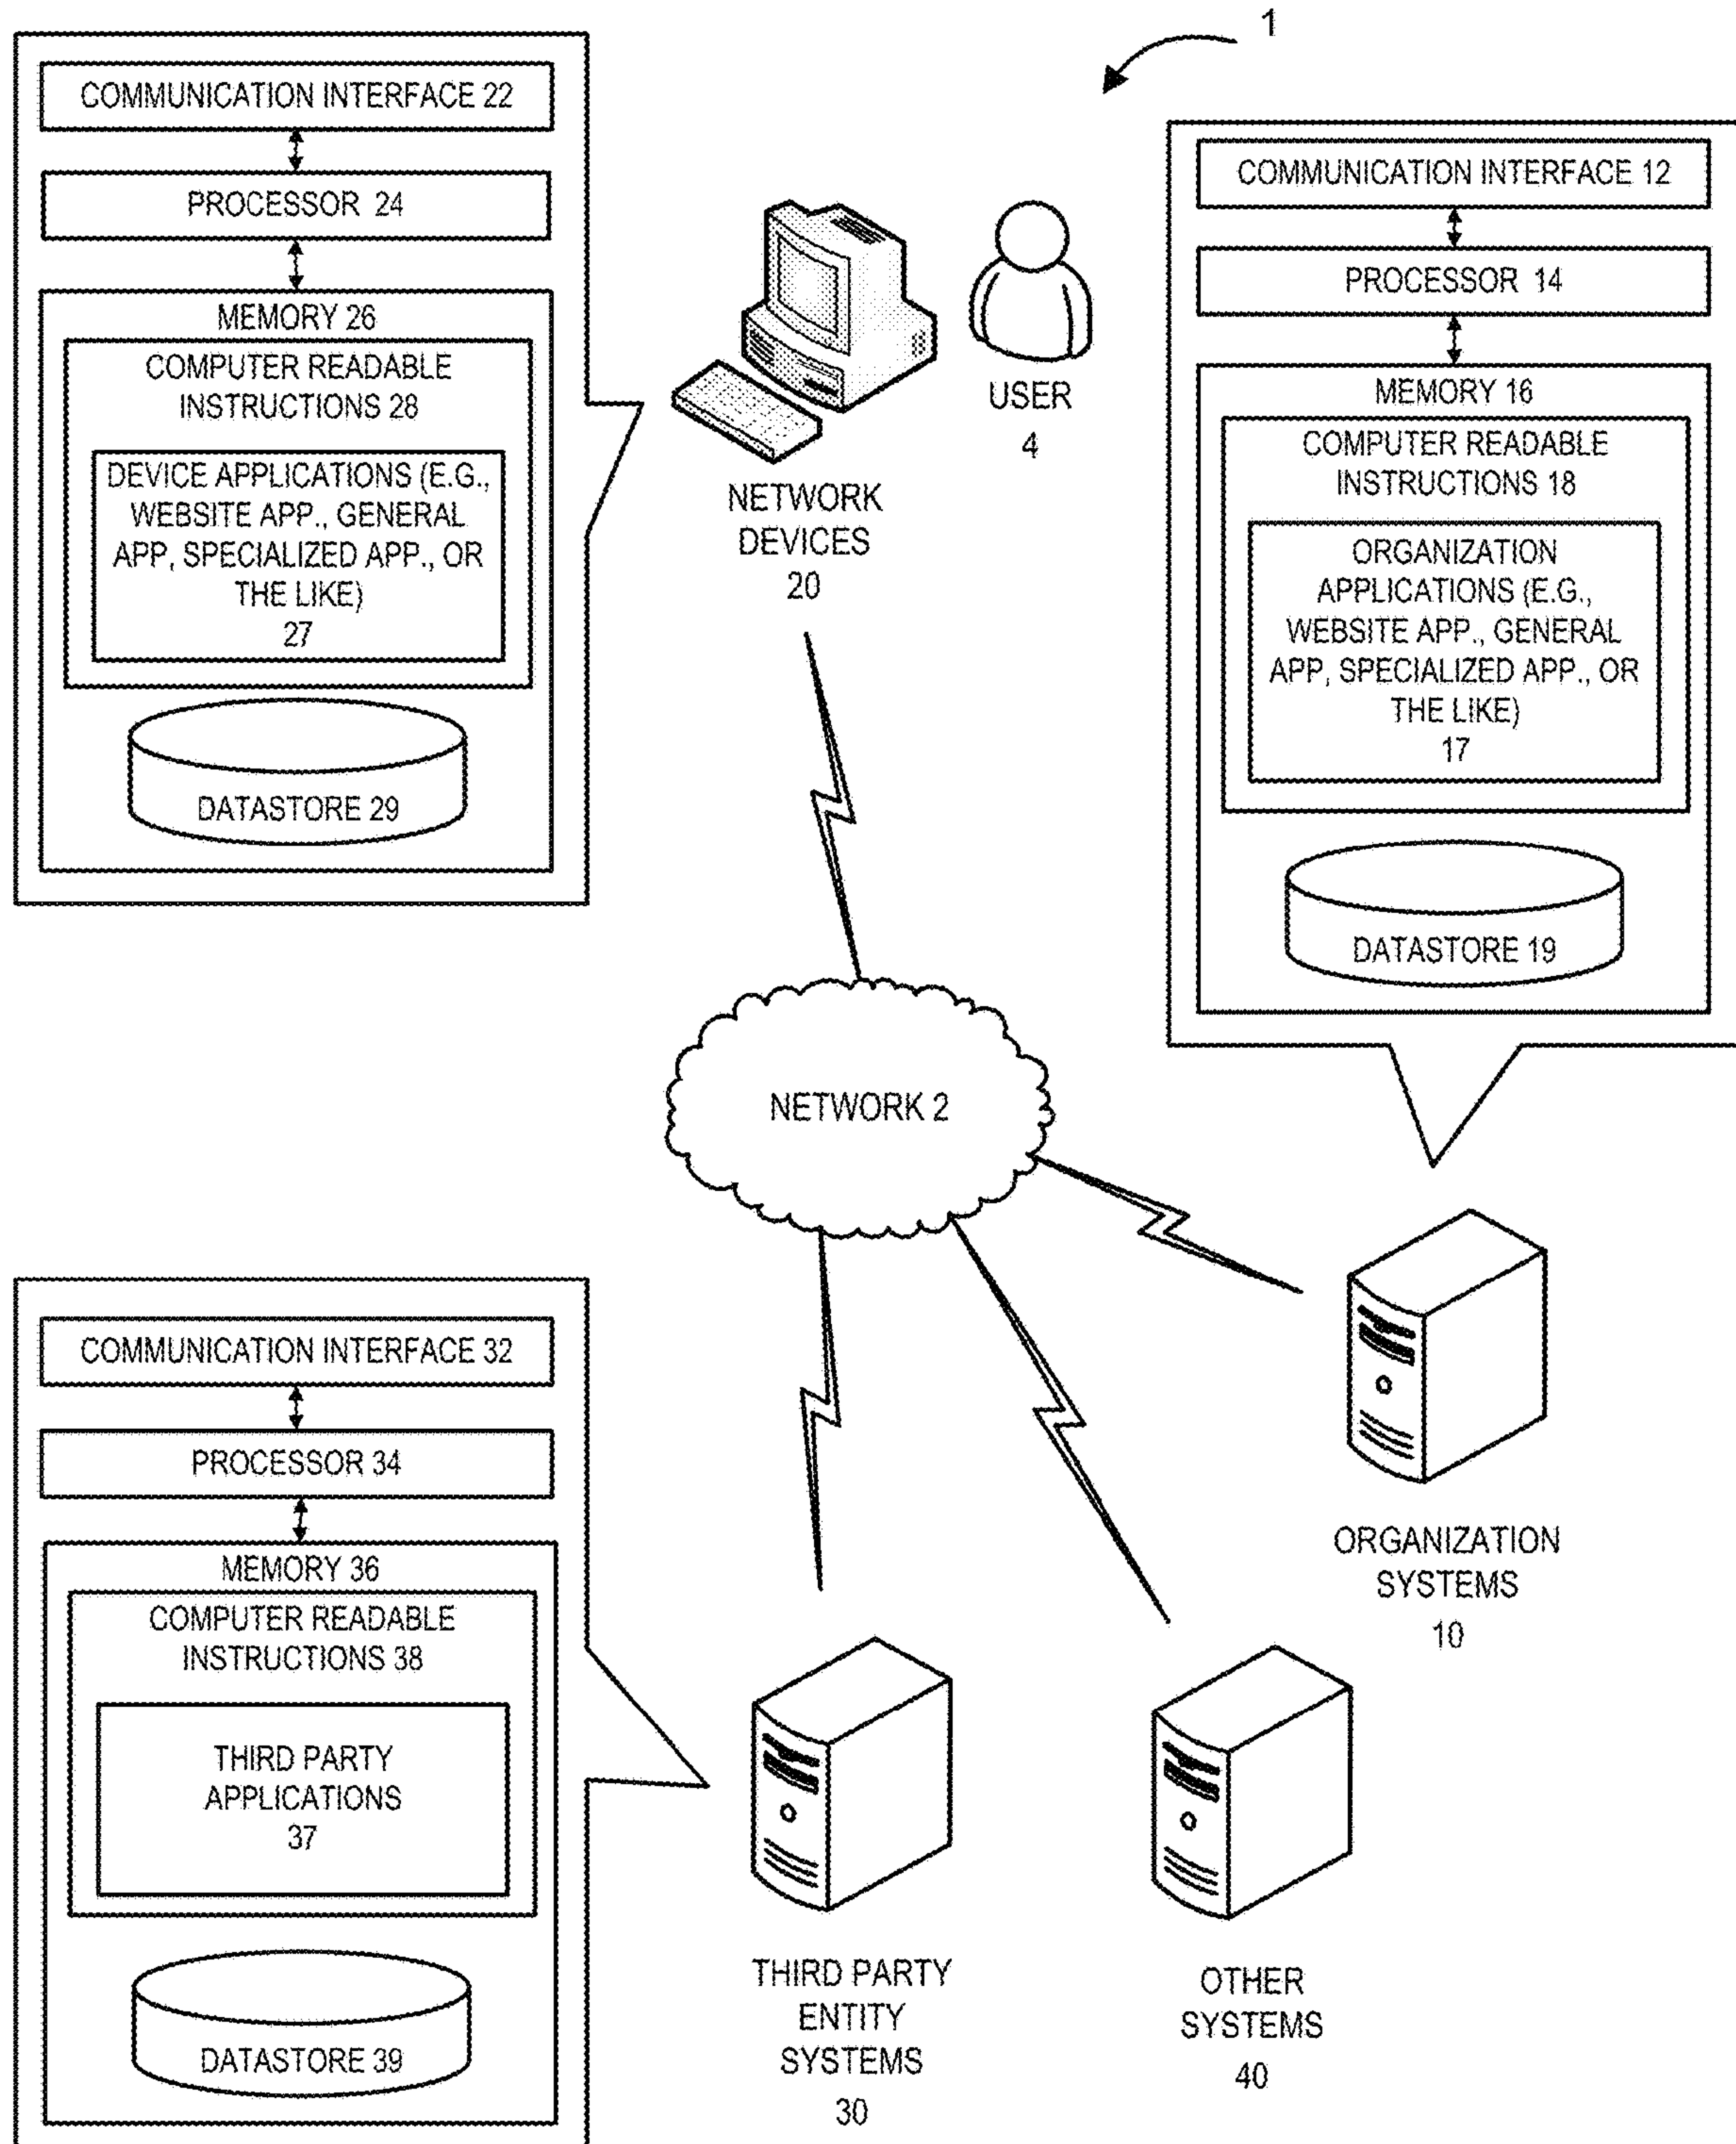 1
COMMUNICATION INTERFACE 22
PROCESSOR 24
MEMORY 26
COMPUTER READABLE
INSTRUCTIONS 28
DEVICE APPLICATIONS (E.G.,
WEBSITE APP., GENERAL
APP, SPECIALIZED APP., OR
THE LIKE)
27
DATASTORE 29
NETWORK
DEVICES
20
USER
4
COMMUNICATION INTERFACE 12
PROCESSOR 14
MEMORY 16
COMPUTER READABLE
INSTRUCTIONS 18
ORGANIZATION
APPLICATIONS (E.G.,
WEBSITE APP., GENERAL
APP, SPECIALIZED APP., OR
THE LIKE)
17
DATASTORE 19
NETWORK 2
ORGANIZATION
SYSTEMS
10
COMMUNICATION INTERFACE 32
PROCESSOR 34
MEMORY 36
COMPUTER READABLE
INSTRUCTIONS 38
THIRD PARTY
APPLICATIONS
37
DATASTORE 39
THIRD PARTY
ENTITY
SYSTEMS
30
OTHER
SYSTEMS
40